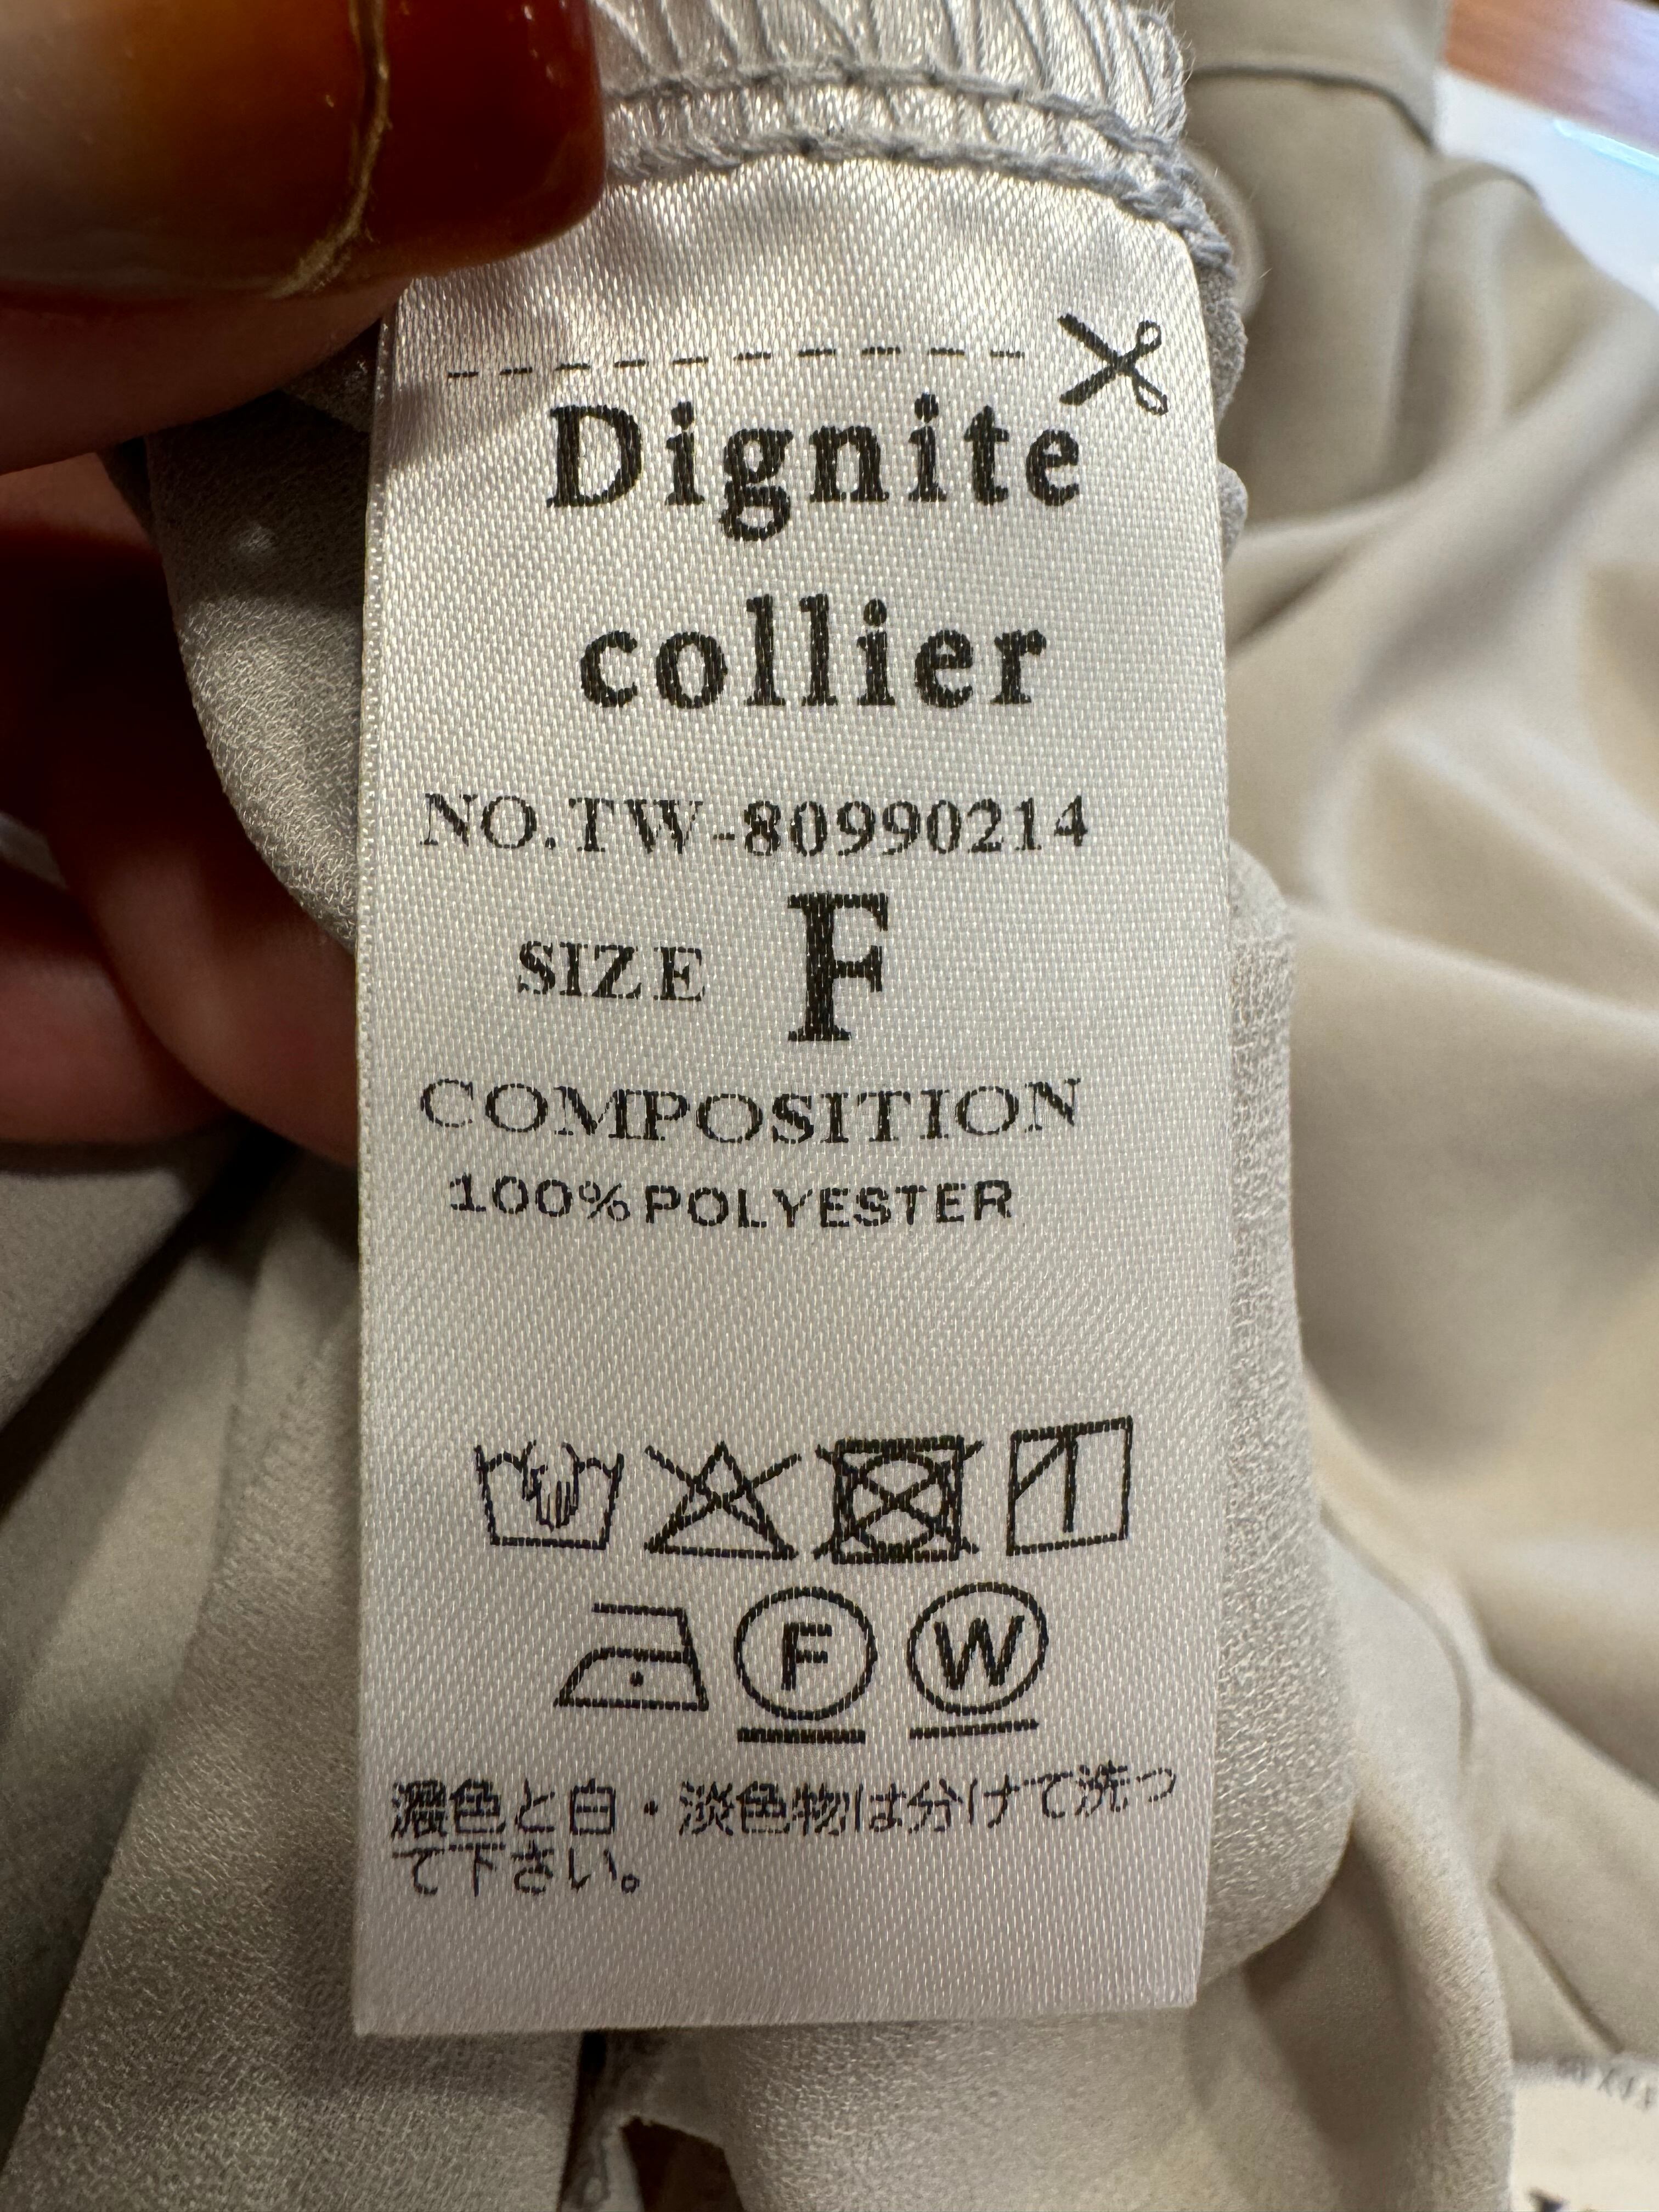 Dignite
collier
NO.TW-80990214
SIZE F
COMPOSITION
100%POLYESTER
F W
濃色と白・淡色物は分けて洗っ
て下さい。